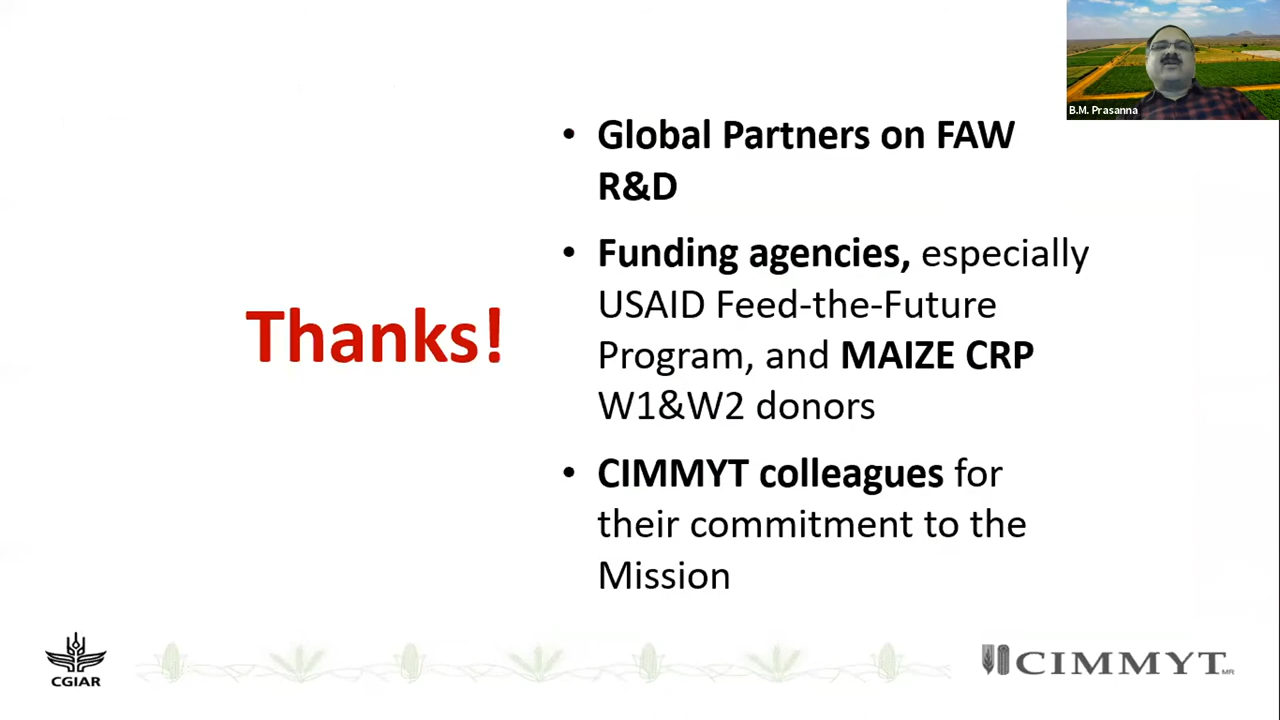 B.M. Prasanna
Thanks!
• Global Partners on FAW
R&D
• Funding agencies, especially
USAID Feed-the-Future
Program, and MAIZE CRP
W1&W2 donors
• CIMMYT colleagues for
their commitment to the
Mission
CGIAR
CIMMYT